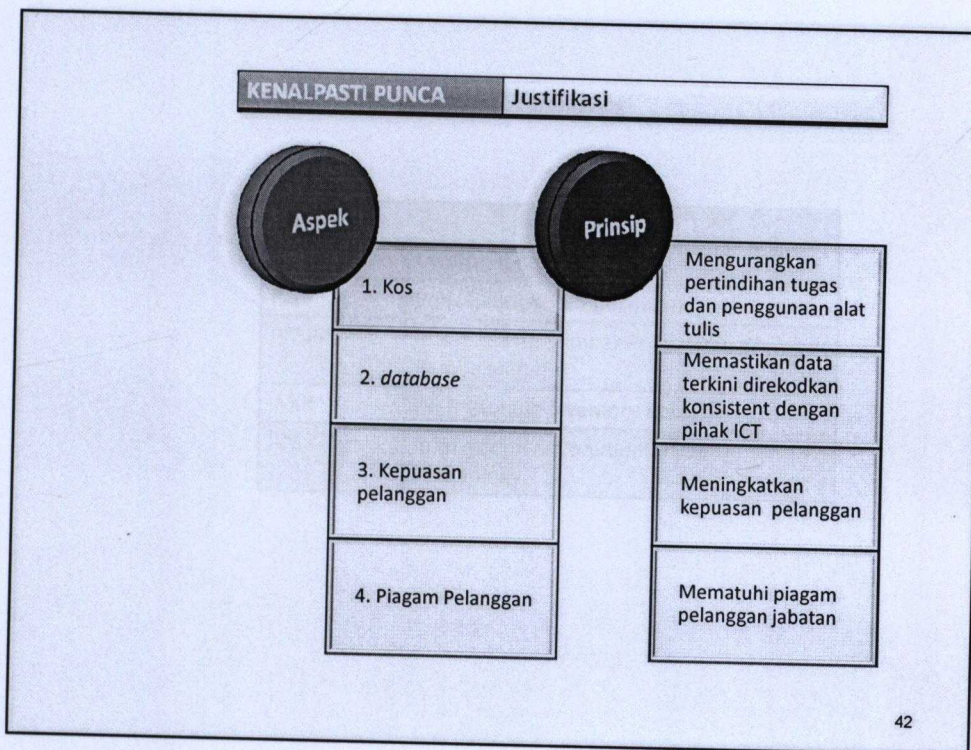 KENALPASTI PUNCA Justifikasi
Aspek
Prinsip
1. Kos
Mengurangkan
pertindihan tugas
dan penggunaan alat
tulis
2. database
Memastikan data
terkini direkodkan
konsistent dengan
pihak ICT
3. Kepuasan
pelanggan
Meningkatkan
kepuasan pelanggan
4. Piagam Pelanggan
Mematuhi piagam
pelanggan jabatan
42